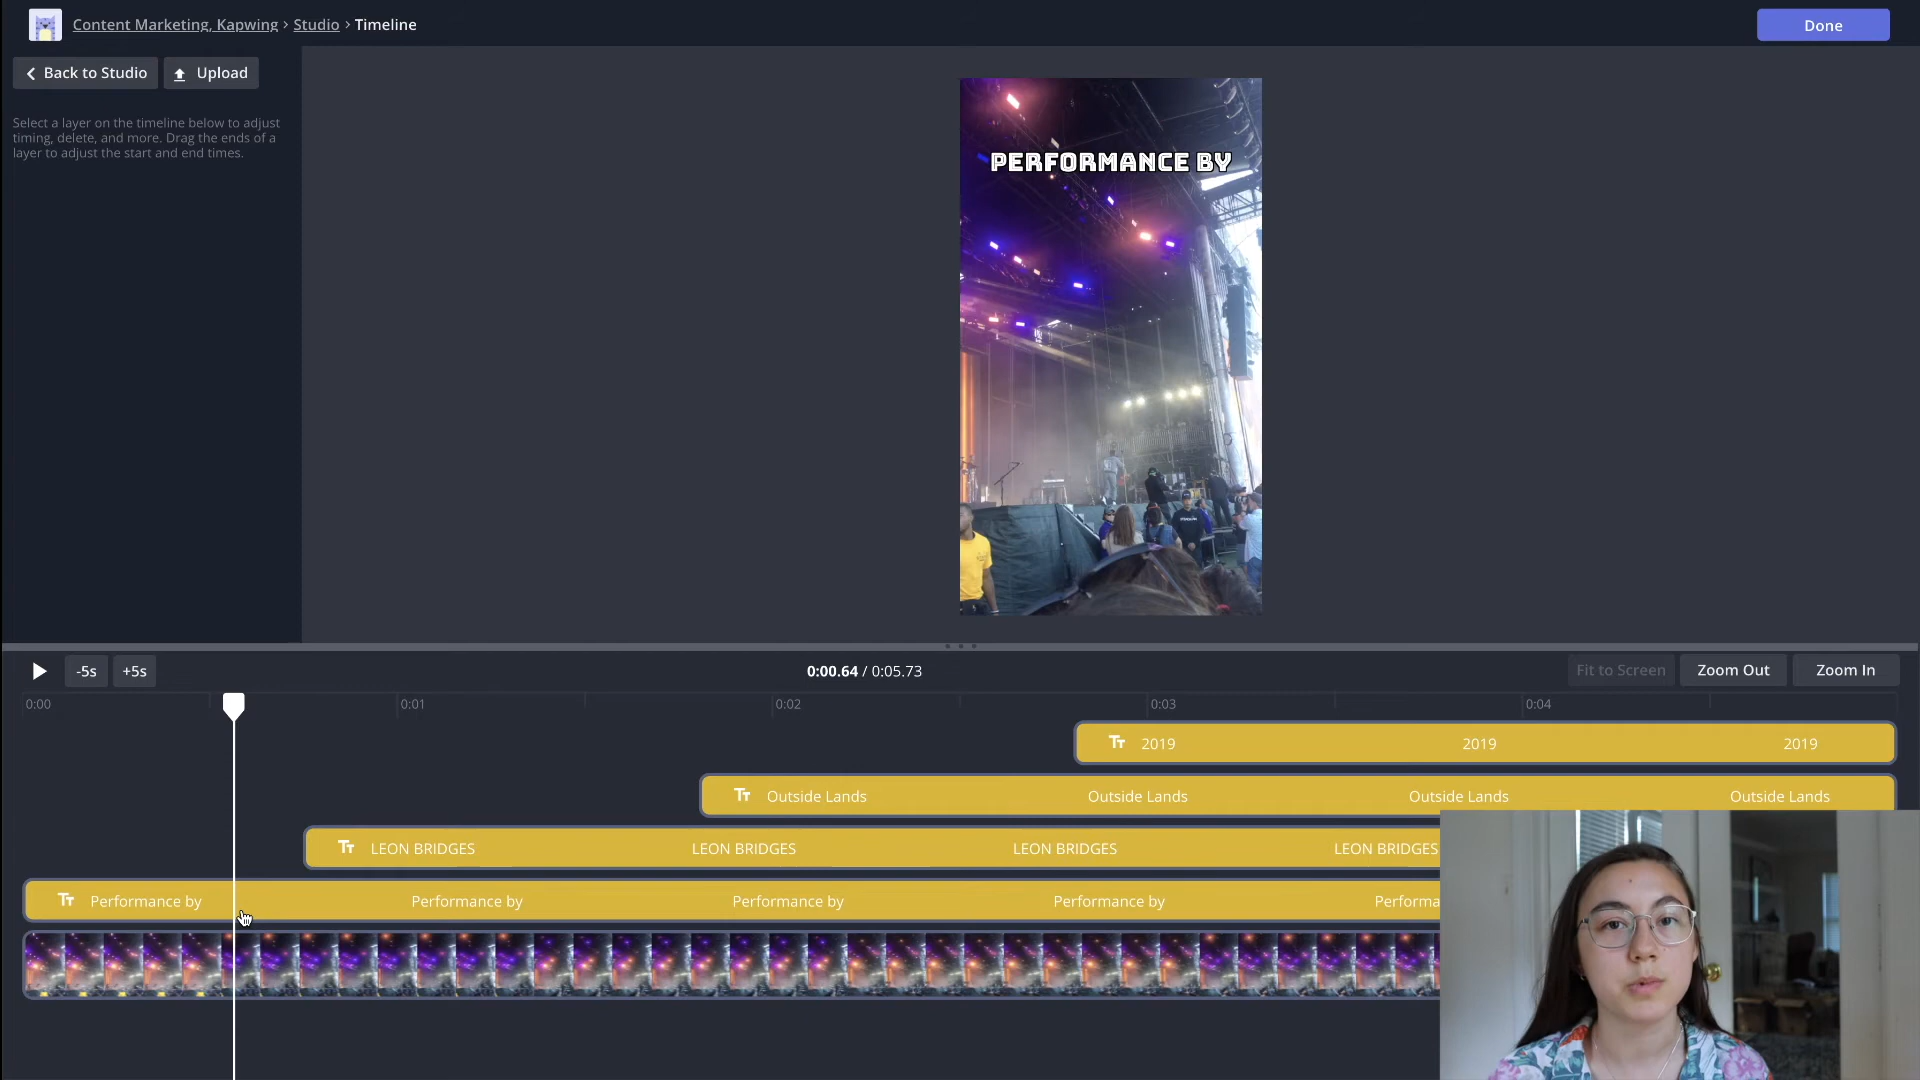 Content Marketing, Kapwing › Studio › Timeline
Done
Back to Studio
Upload
Select a layer on the timeline below to adjust
timing, delete, and more. Drag the ends of a
layer to adjust the start and end times.
PERFORMANCE BY
-5s
+5s
0:00.64 / 0:05.73
Fit to Screen
Zoom Out
Zoom In
0:00
0:01
0:02
0:03
0:04
2019 2019 2019
Outside Lands Outside Lands Outside Lands Outside Lands
LEON BRIDGES LEON BRIDGES LEON BRIDGES LEON BRIDGES
Performance by Performance by Performance by Performance by Performa